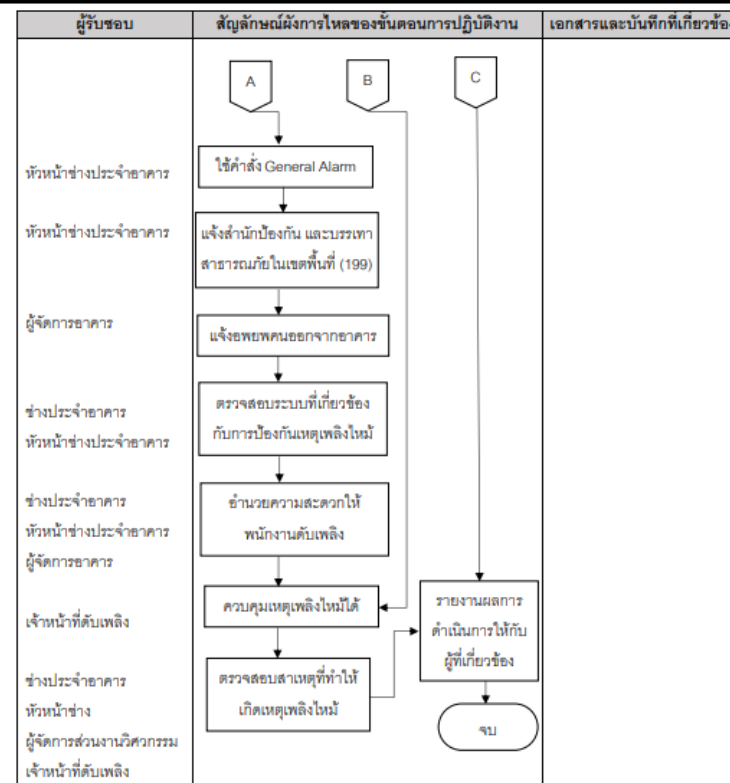 ผู้รับชอบ
สัญลักษณ์ผังการไหลของขั้นตอนการปฏิบัติงาน
เอกสารและบันทึกที่เกี่ยวข้อง
A
B
C
หัวหน้าช่างประจำอาคาร
ใช้คำสั่ง General Alarm
หัวหน้าช่างประจำอาคาร
แจ้งสำนักป้องกัน และบรรเทา
สาธารณภัยในเขตพื้นที่ (199)
ผู้จัดการอาคาร
แจ้งอพยพคนออกจากอาคาร
ช่างประจำอาคาร
หัวหน้าช่างประจำอาคาร
ตรวจสอบระบบที่เกี่ยวข้อง
กับการป้องกันเหตุเพลิงไหม้
ช่างประจำอาคาร
หัวหน้าช่างประจำอาคาร
ผู้จัดการอาคาร
อำนวยความสะดวกให้
พนักงานดับเพลิง
เจ้าหน้าที่ดับเพลิง
ควบคุมเหตุเพลิงไหม้ได้
รายงานผลการ
ดำเนินการให้กับ
ผู้ที่เกี่ยวข้อง
ช่างประจำอาคาร
หัวหน้าช่าง
ผู้จัดการส่วนงานวิศวกรรม
เจ้าหน้าที่ดับเพลิง
ตรวจสอบสาเหตุที่ทำให้
เกิดเหตุเพลิงไหม้
จบ